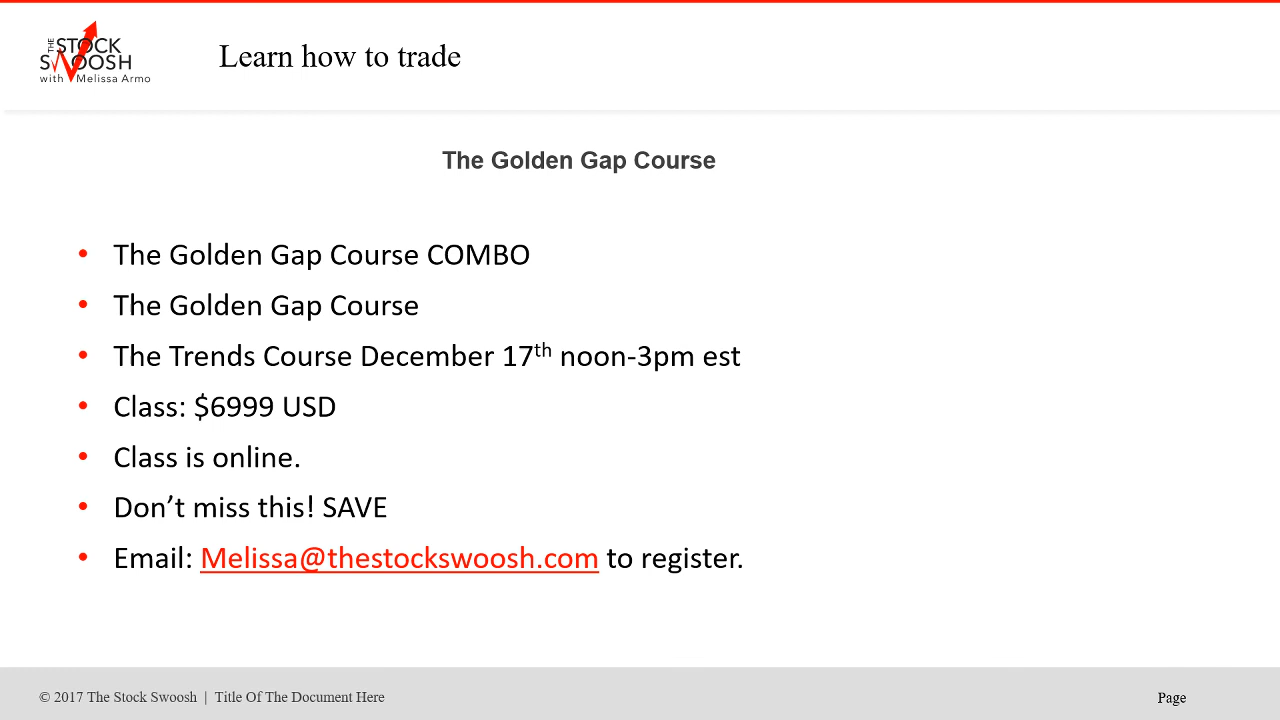 THE STOCK
SWOOSH
with Melissa Armo
Learn how to trade
The Golden Gap Course
• The Golden Gap Course COMBO
• The Golden Gap Course
• The Trends Course December 17th noon-3pm est
• Class: $6999 USD
• Class is online.
• Don’t miss this! SAVE
• Email: Melissa@thestockswoosh.com to register.
© 2017 The Stock Swoosh | Title Of The Document Here
Page